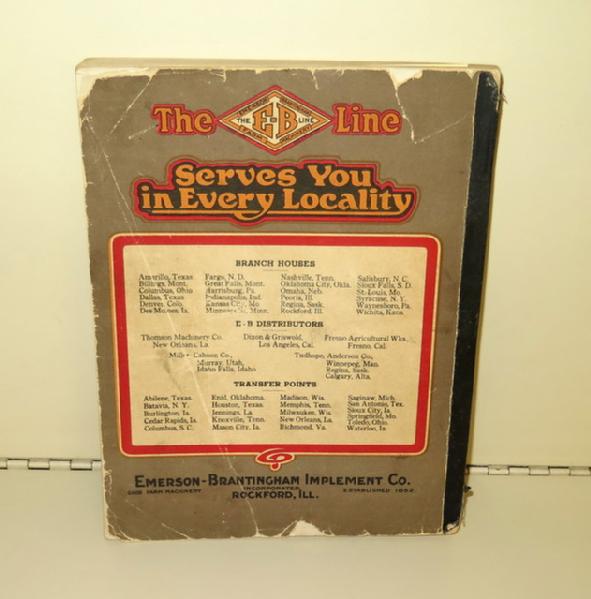 The E-B Line
THE LINE
Serves You
in Every Locality
BRANCH HOUSES
Amarillo, Texas Fargo, N. D. Nashville, Tenn. Salisbury, N. C.
Billings, Mont. Great Falls, Mont. Oklahoma City, Okla. Sioux Falls, S. D.
Columbus, Ohio Harrisburg, Pa. Omaha, Neb. St. Louis, Mo.
Dallas, Texas Indianapolis, Ind. Peoria, Ill. Syracuse, N. Y.
Denver, Colo. Kansas City, Mo. Regina, Sask. Waynesboro, Pa.
Des Moines, Ia. Minneapolis, Minn. Rockford, Ill. Wichita, Kans.
E-B DISTRIBUTORS
Thomson Machinery Co. Dixon & Griswold, Fresno Agricultural Wks.
New Orleans, La. Los Angeles, Cal. Fresno, Cal.
Miller Cahoon Co., Tudhope, Anderson Co.,
Murray, Utah Winnepeg, Man.
Idaho Falls, Idaho Regina, Sask.
Calgary, Alta.
TRANSFER POINTS
Abilene, Texas Enid, Oklahoma Madison, Wis. Saginaw, Mich.
Batavia, N. Y. Houston, Texas Memphis, Tenn. San Antonio, Tex.
Burlington, Ia. Jennings, La. Milwaukee, Wis. Sioux City, Ia.
Springfield, Mo.
Cedar Rapids, Ia. Knoxville, Tenn. New Orleans, La. Toledo, Ohio
Columbus, S. C. Mason City, Ia. Richmond, Va. Waterloo, Ia.
EMERSON-BRANTINGHAM IMPLEMENT CO.
GOOD FARM MACHINERY INCORPORATED ESTABLISHED 1852
ROCKFORD, ILL.